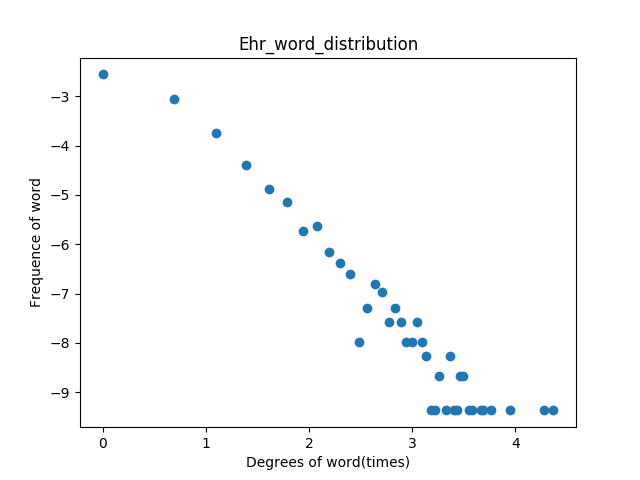 Ehr_word_distribution
−3
−4
−5
−6
−7
−8
−9
Frequence of word
0 1 2 3 4
Degrees of word(times)